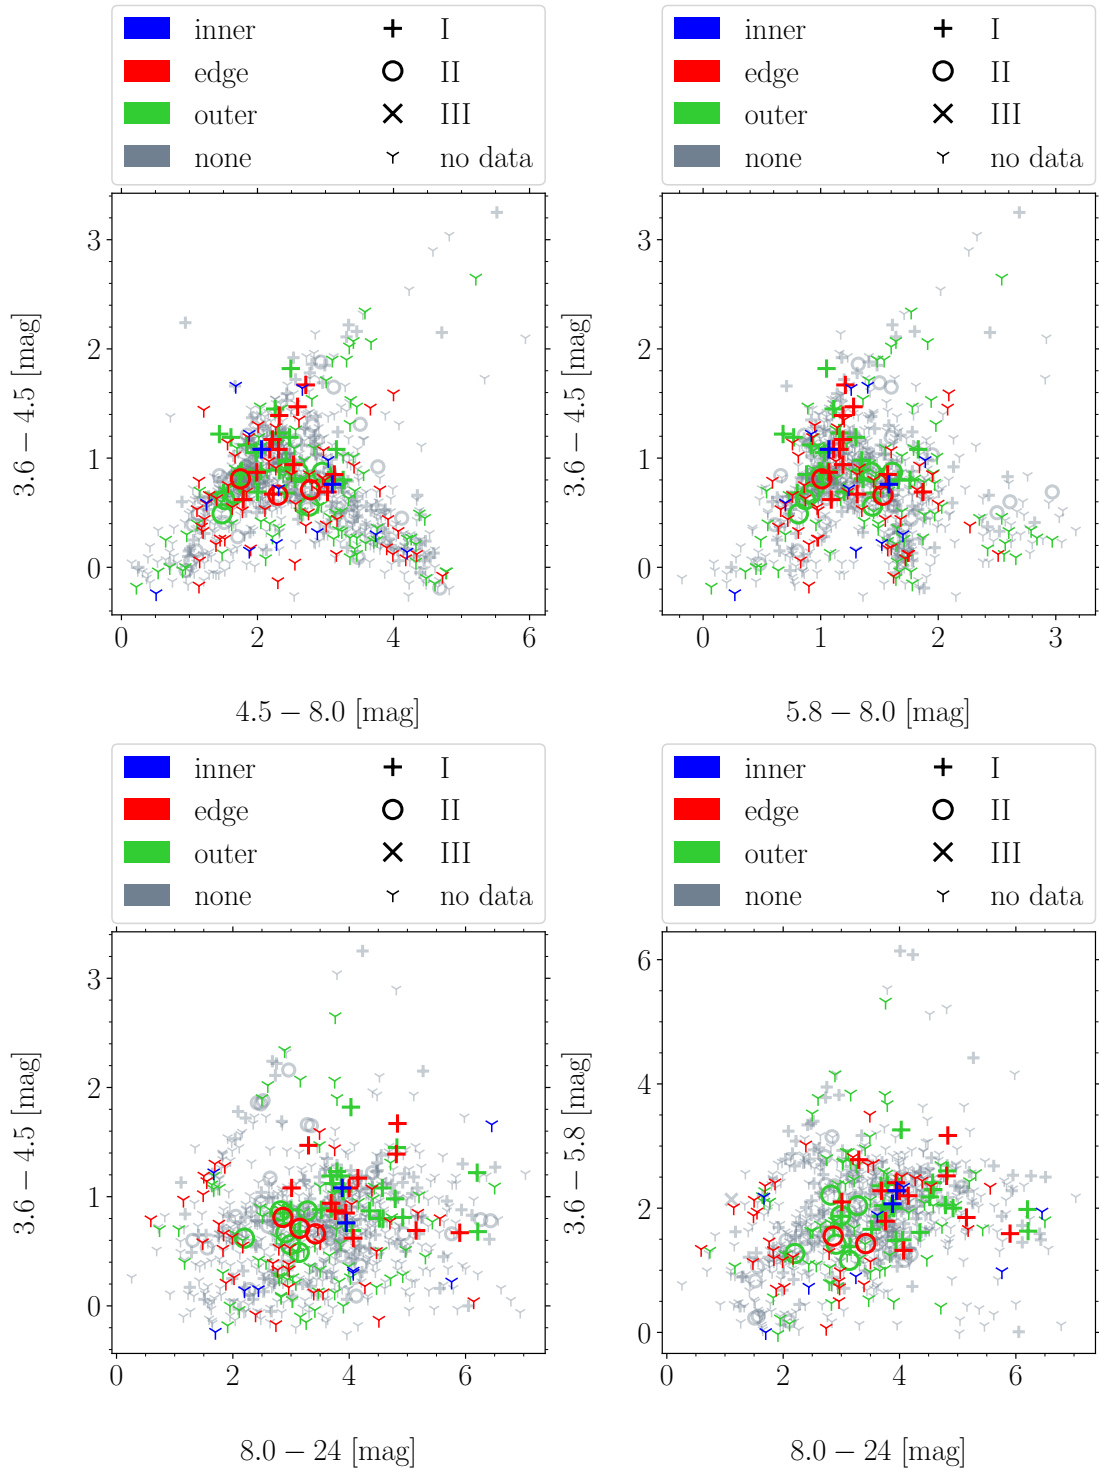 inner I
edge II
outer III
none no data
inner I
edge II
outer III
none no data
3
2
1
0
3.6 − 4.5 [mag]
0 2 4 6
4.5 − 8.0 [mag]
3
2
1
0
3.6 − 4.5 [mag]
0 1 2 3
5.8 − 8.0 [mag]
inner I
edge II
outer III
none no data
inner I
edge II
outer III
none no data
3
2
1
0
3.6 − 4.5 [mag]
0 2 4 6
8.0 − 24 [mag]
6
4
2
0
3.6 − 5.8 [mag]
0 2 4 6
8.0 − 24 [mag]